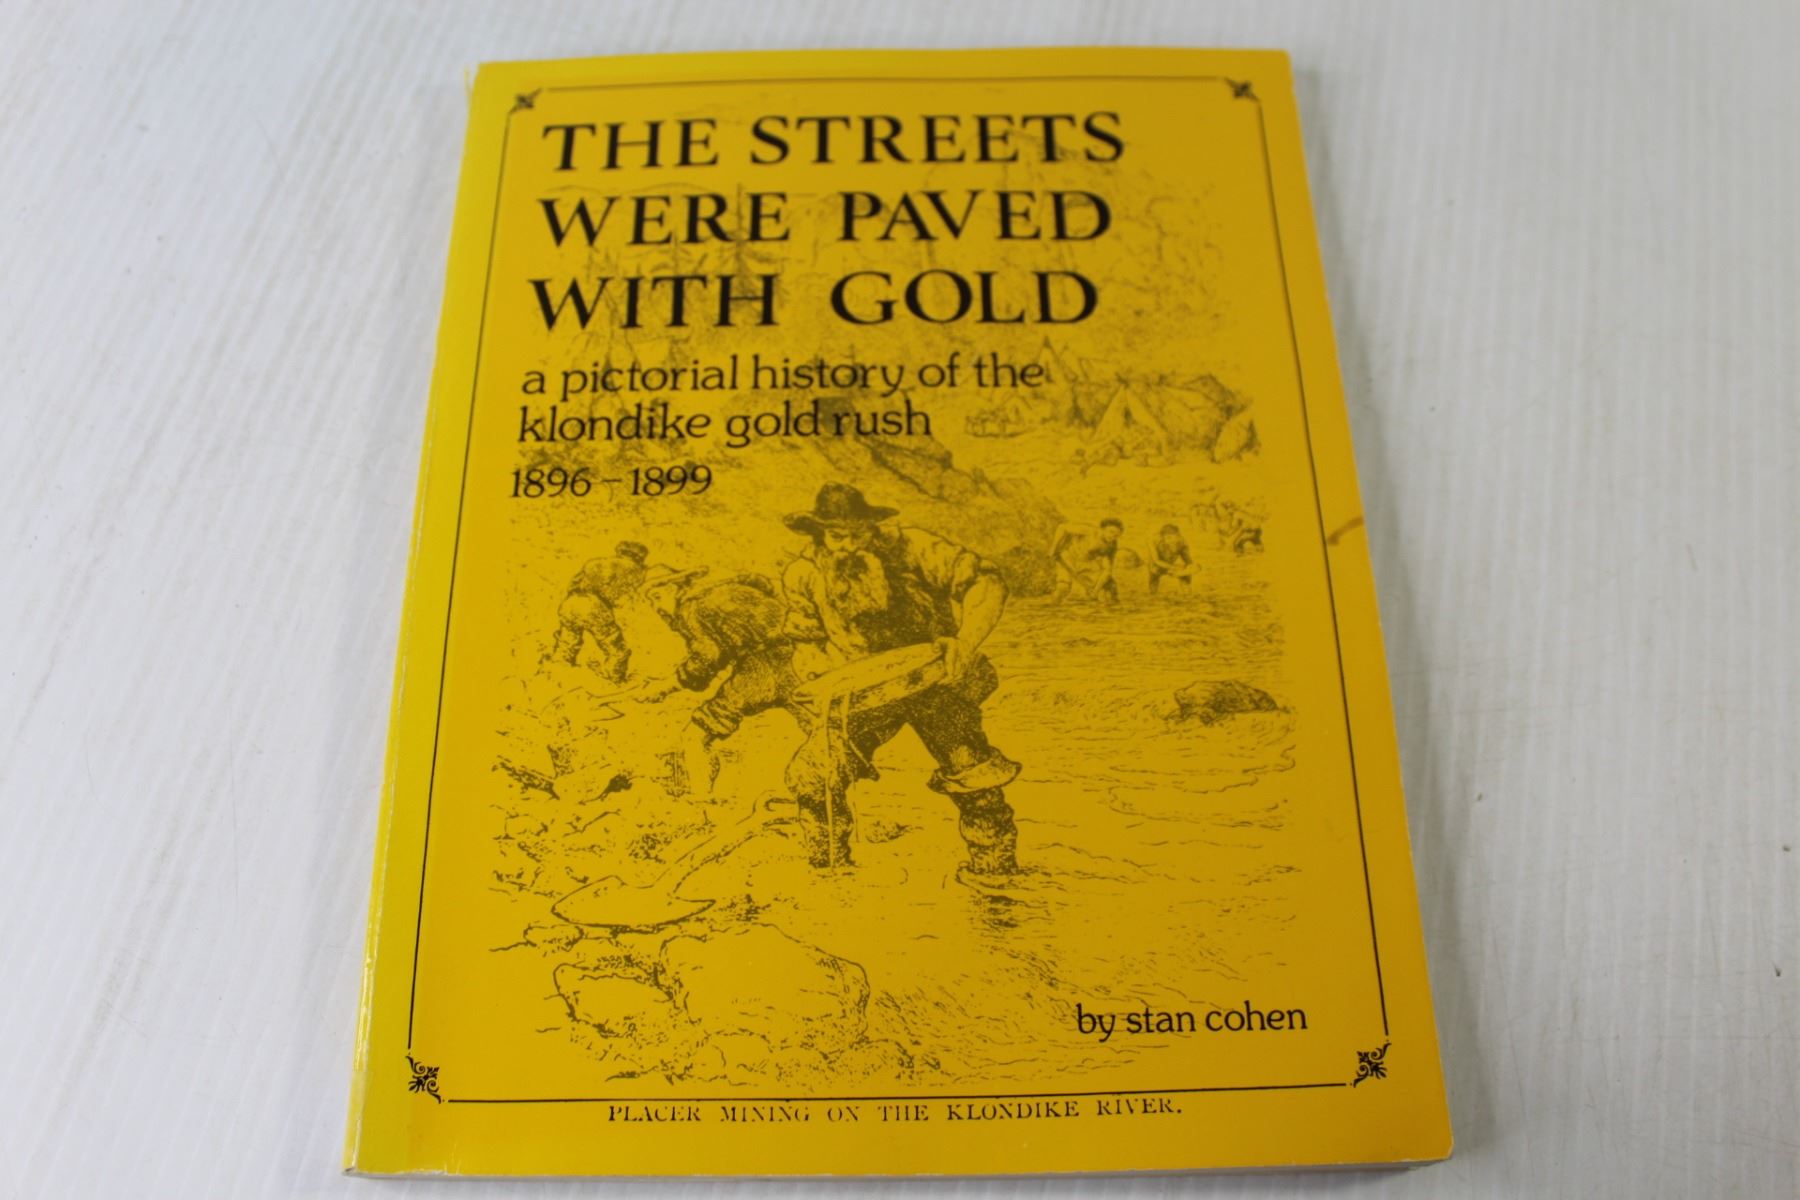 THE STREETS
WERE PAVED
WITH GOLD
a pictorial history of the
klondike gold rush
1896-1899
by stan cohen
PLACER MINING ON THE KLONDIKE RIVER.